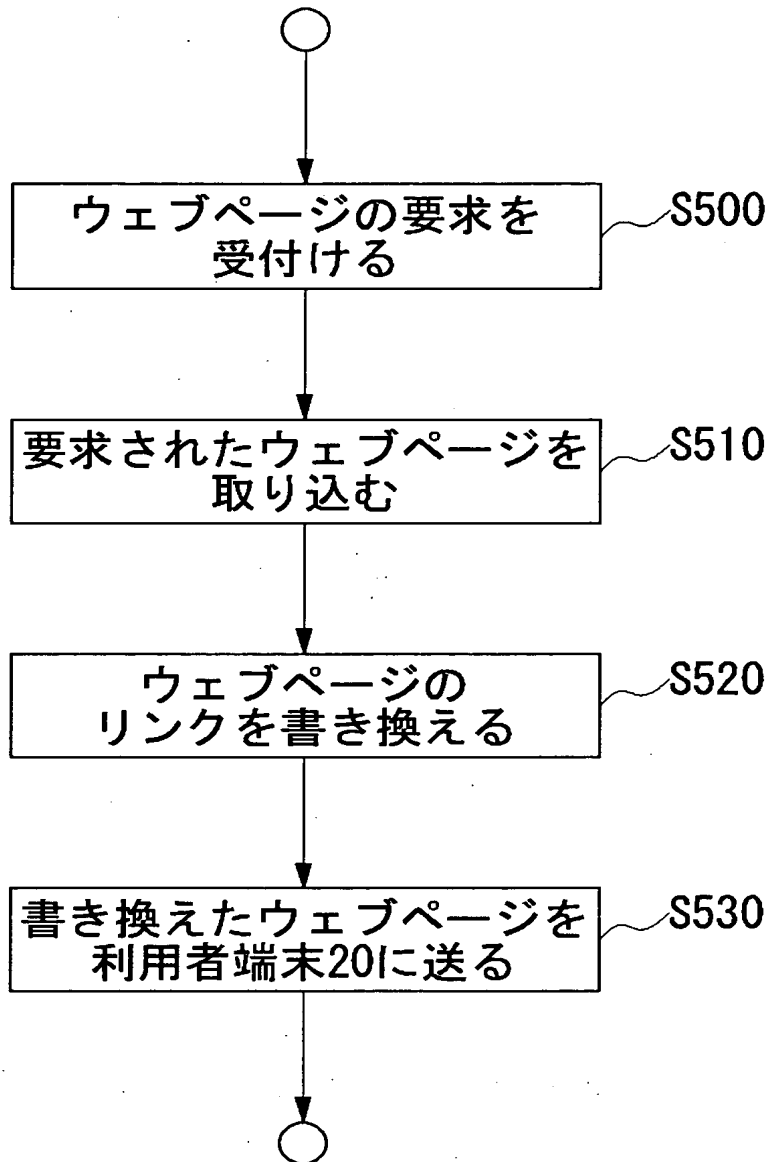 ウェブページの要求を
受付ける
S500
要求されたウェブページを
取り込む
S510
ウェブページの
リンクを書き換える
S520
書き換えたウェブページを
利用者端末20に送る
S530